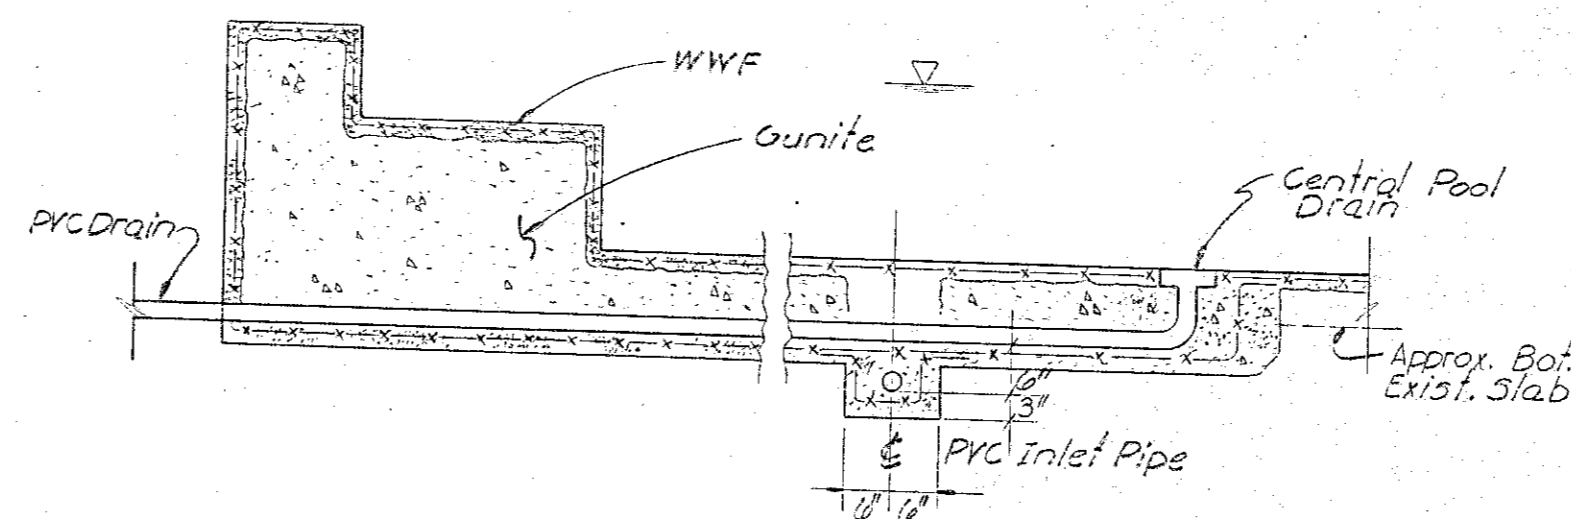 WWF
Gunite
Central Pool
Drain
PVC Drain
Approx. Bot.
Exist. Slab
6"
3"
℄ PVC Inlet Pipe
6" 6"